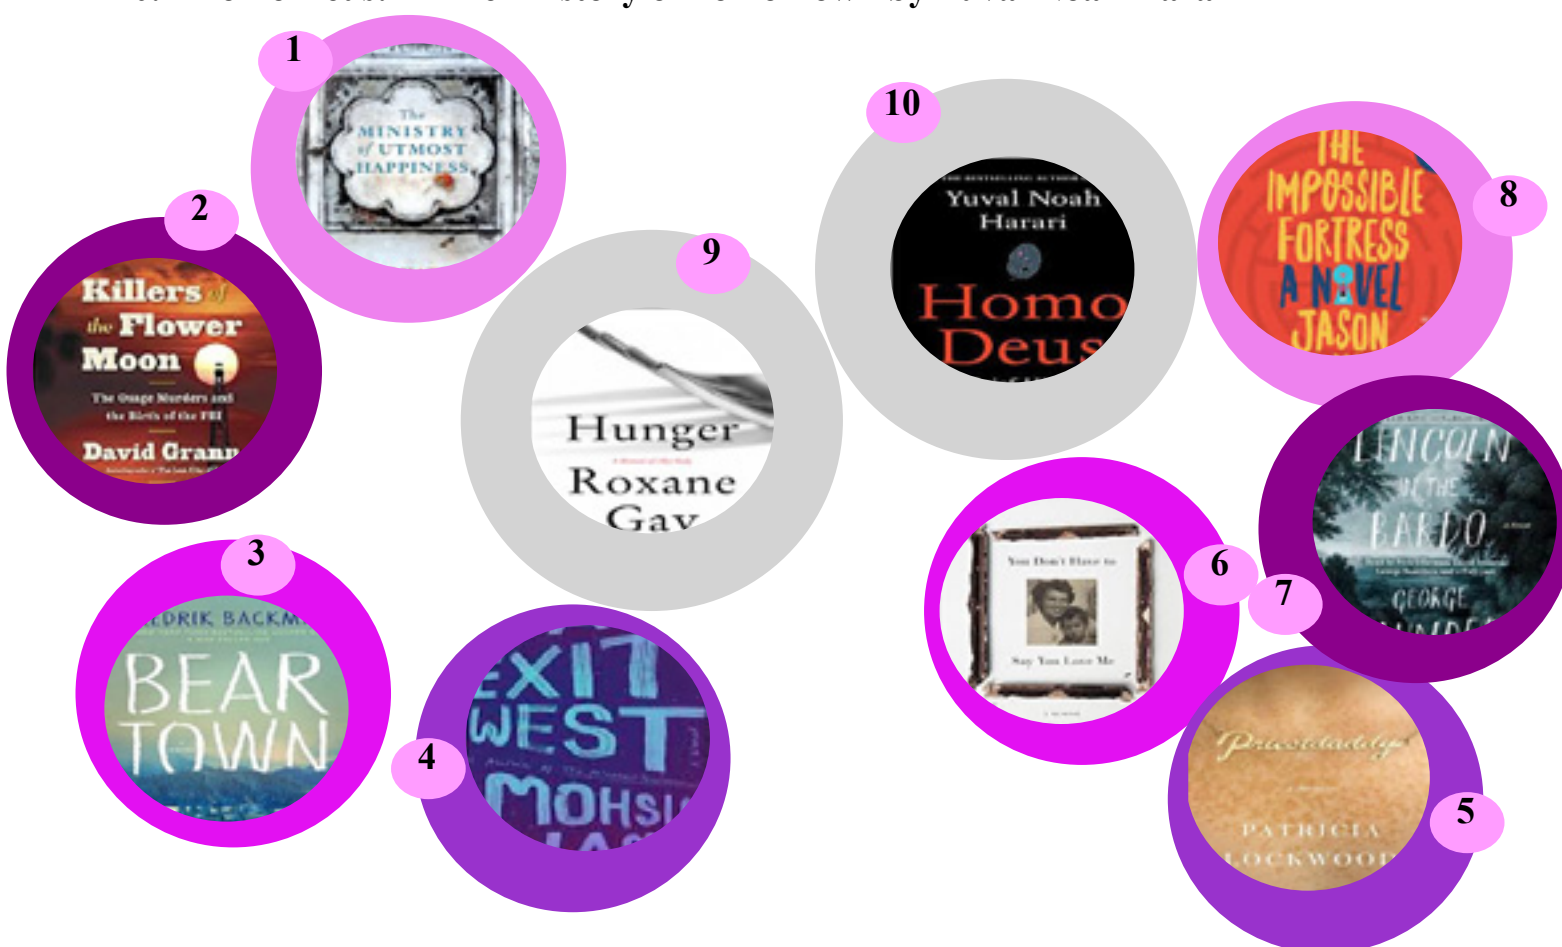 1
The
MINISTRY
of UTMOST
HAPPINESS
2
Killers of
the Flower
Moon
The Osage Murders and
the Birth of the FBI
David Grann
3
BEAR
TOWN
4
EXIT
WEST
MOHSI
9
Hunger
Roxane
Gay
10
Yuval Noah
Harari
Homo
Deus
8
THE
IMPOSSIBLE
FORTRESS
A NOVEL
JASON
7
LINCOLN
IN THE
BARDO
GEORGE
6
You Don't Have to
Say You Love Me
A MEMOIR
5
Priestdaddy
PATRICIA
LOCKWOOD